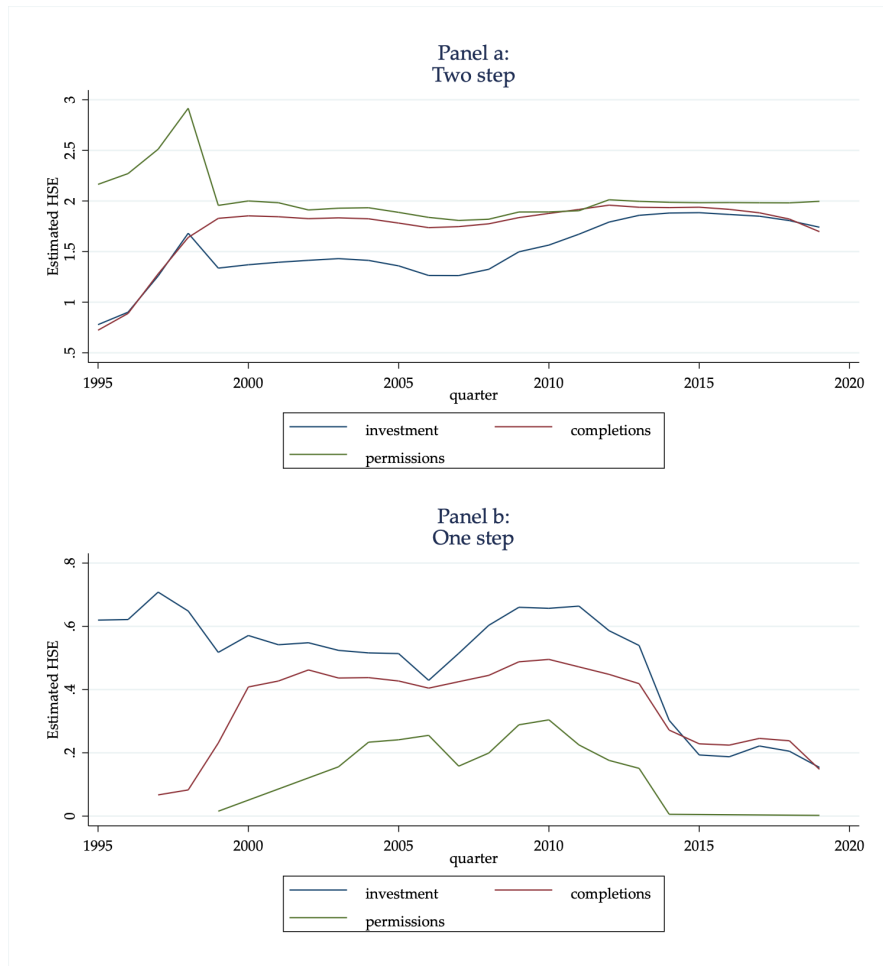 Panel a:
Two step
Estimated HSE
3
2.5
2
1.5
1
.5
1995 2000 2005 2010 2015 2020
quarter
investment completions
permissions
Panel b:
One step
Estimated HSE
.8
.6
.4
.2
0
1995 2000 2005 2010 2015 2020
quarter
investment completions
permissions